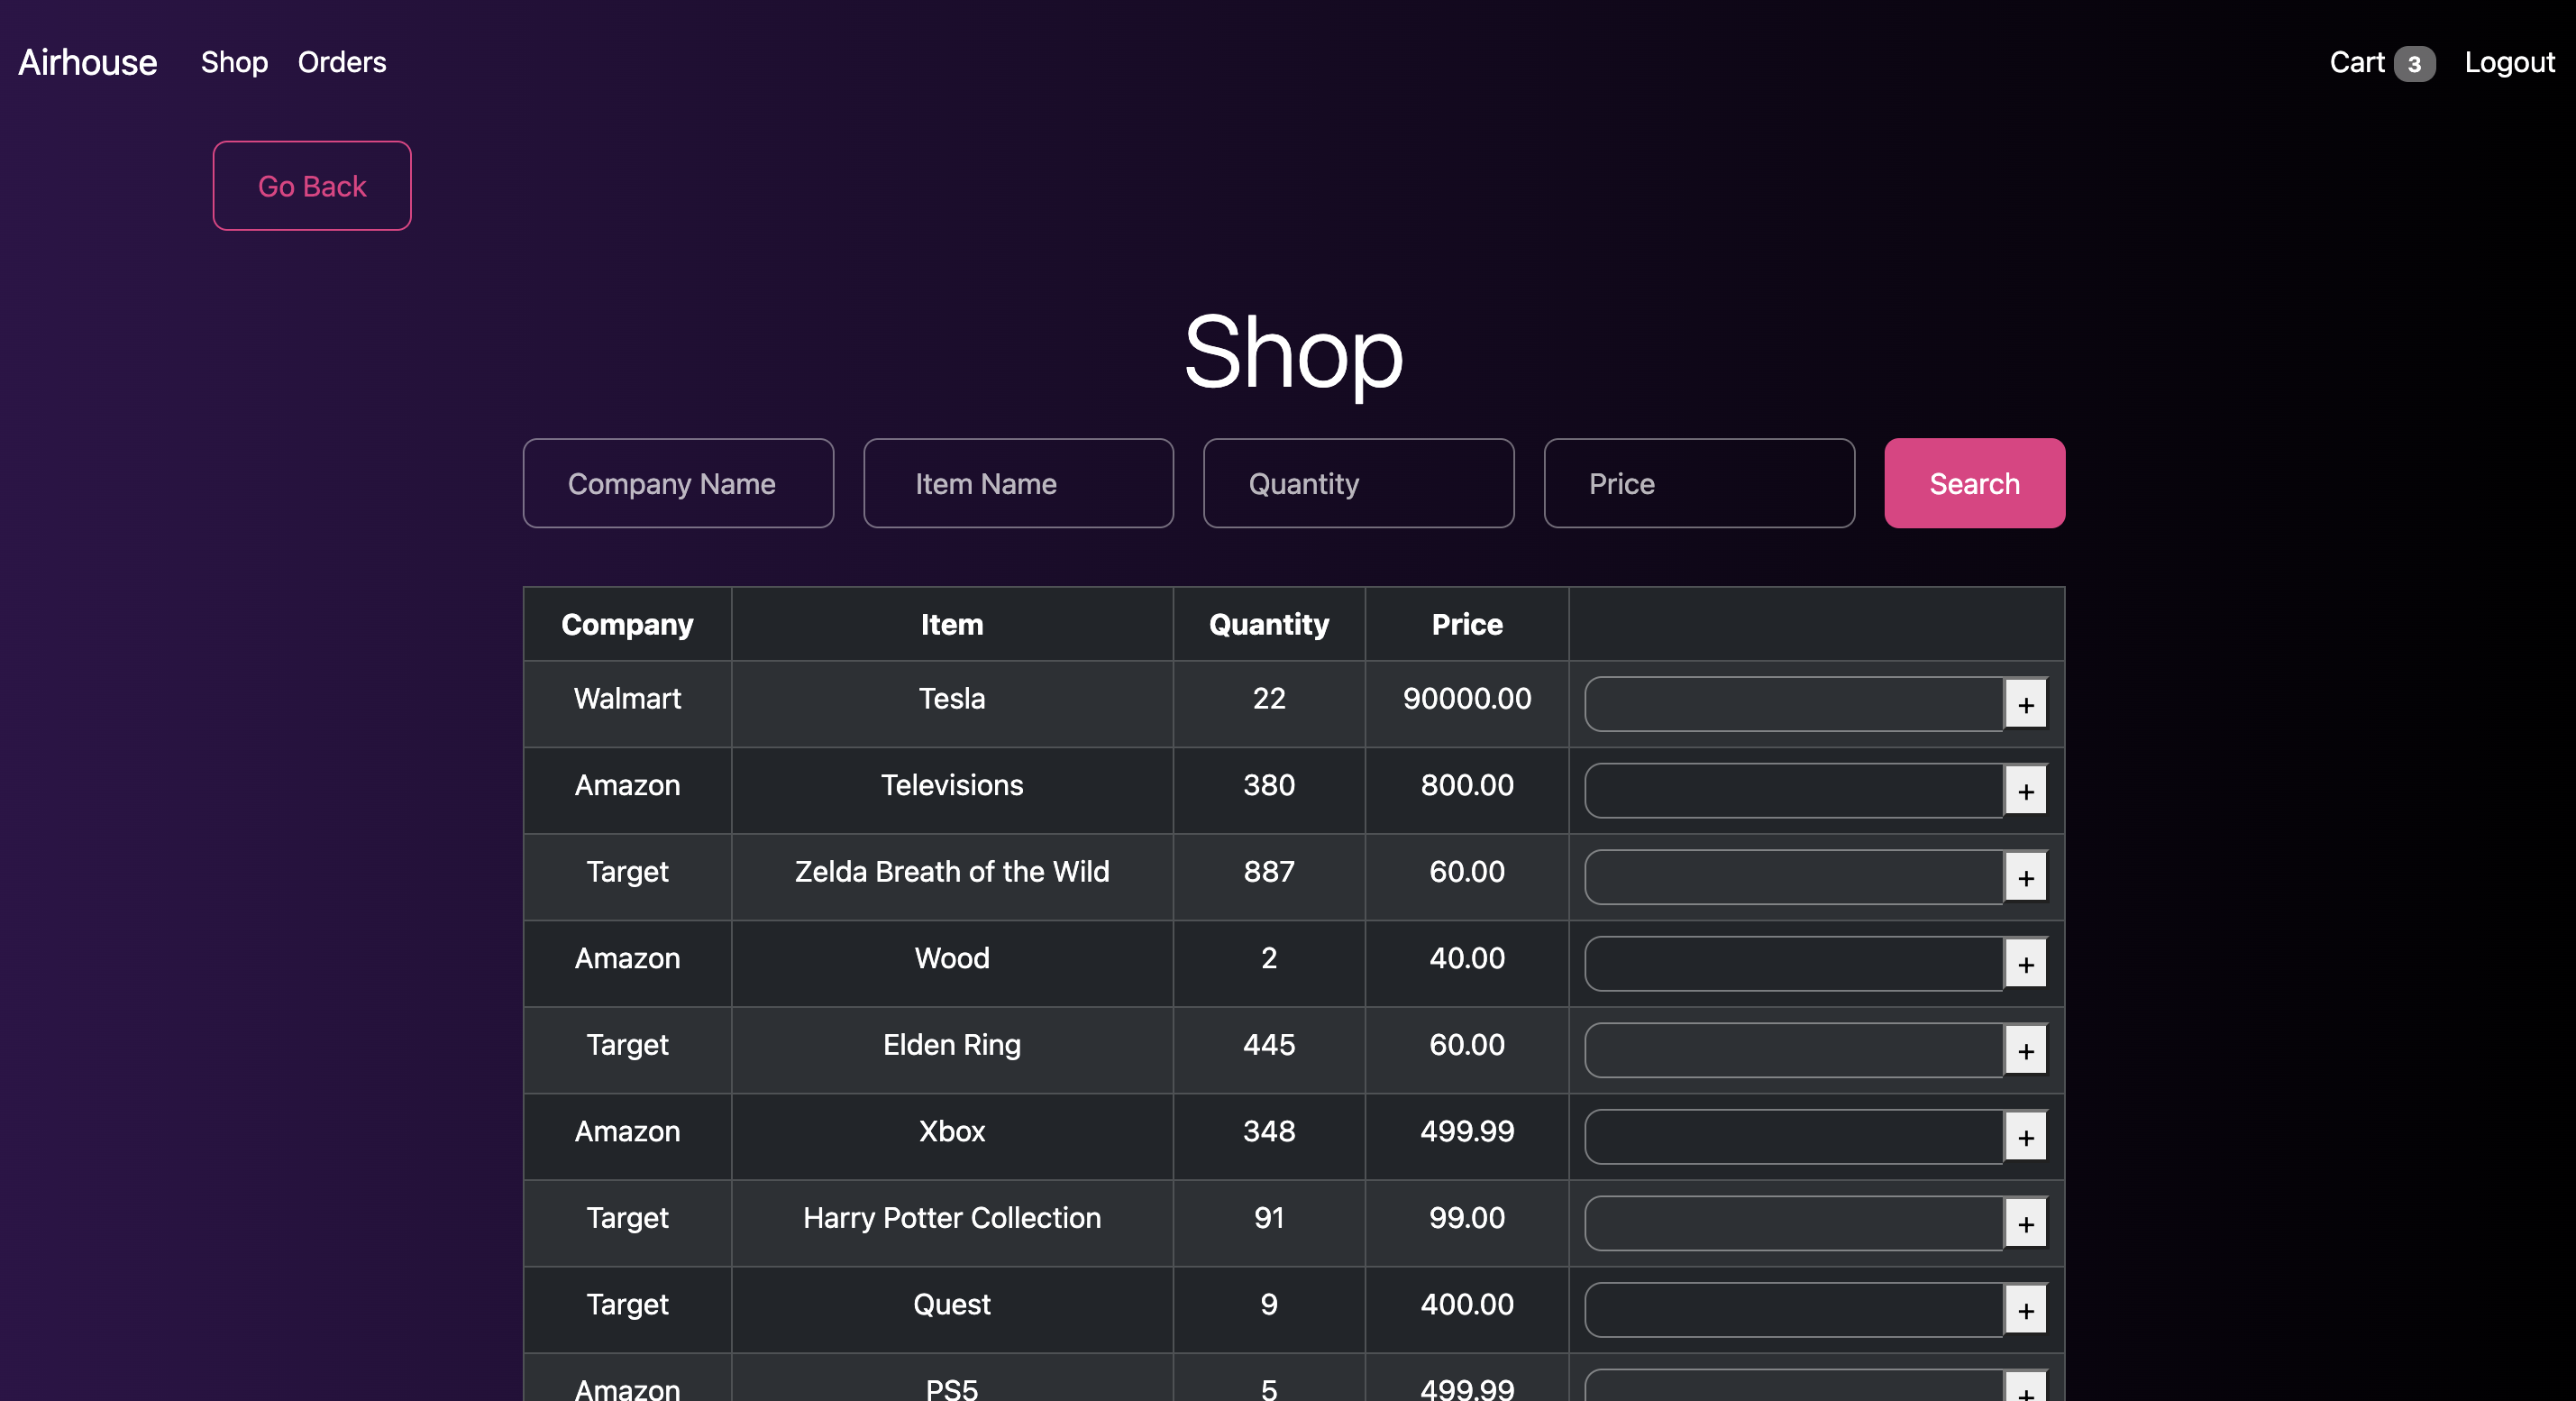 Airhouse Shop Orders Cart 3 Logout
Go Back
Shop
Company Name Item Name Quantity Price Search
Company Item Quantity Price
Walmart Tesla 22 90000.00 +
Amazon Televisions 380 800.00 +
Target Zelda Breath of the Wild 887 60.00 +
Amazon Wood 2 40.00 +
Target Elden Ring 445 60.00 +
Amazon Xbox 348 499.99 +
Target Harry Potter Collection 91 99.00 +
Target Quest 9 400.00 +
Amazon PS5 5 499.99 +